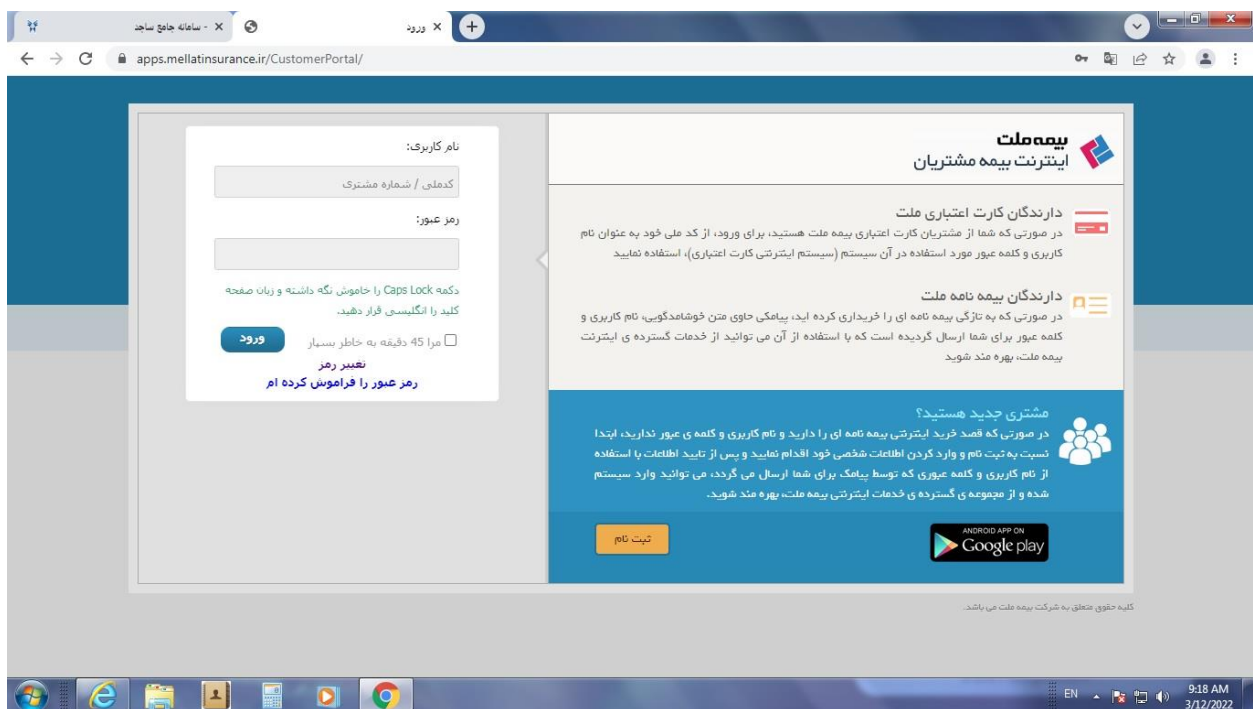 سامانه جامع ساجد -
ورود
apps.mellatinsurance.ir/CustomerPortal/
بیمه ملت
اینترنت بیمه مشتریان
دارندگان کارت اعتباری ملت
در صورتی که شما از مشتریان کارت اعتباری بیمه ملت هستید، برای ورود، از کد ملی خود به عنوان نام
کاربری و کلمه عبور مورد استفاده در آن سیستم (سیستم اینترنتی کارت اعتباری)، استفاده نمایید
دارندگان بیمه نامه ملت
در صورتی که به تازگی بیمه نامه ای را خریداری کرده اید، پیامکی حاوی متن خوشامدگویی، نام کاربری و
کلمه عبور برای شما ارسال گردیده است که با استفاده از آن می توانید از خدمات گسترده ی اینترنت
بیمه ملت، بهره مند شوید
مشتری جدید هستید؟
در صورتی که قصد خرید اینترنتی بیمه نامه ای را دارید و نام کاربری و کلمه ی عبور ندارید، ابتدا
نسبت به ثبت نام و وارد کردن اطلاعات شخصی خود اقدام نمایید و پس از تایید اطلاعات با استفاده
از نام کاربری و کلمه عبوری که توسط پیامک برای شما ارسال می گردد، می توانید وارد سیستم
شده و از مجموعه ی گسترده ی خدمات اینترنتی بیمه ملت، بهره مند شوید.
ANDROID APP ON
Google play
ثبت نام
نام کاربری:
کدملی / شماره مشتری
رمز عبور:
دکمه Caps Lock را خاموش نگه داشته و زبان صفحه
کلید را انگلیسی قرار دهید.
مرا 45 دقیقه به خاطر بسپار
ورود
تغییر رمز
رمز عبور را فراموش کرده ام
کلیه حقوق متعلق به شرکت بیمه ملت می باشد.
EN
9:18 AM
3/12/2022